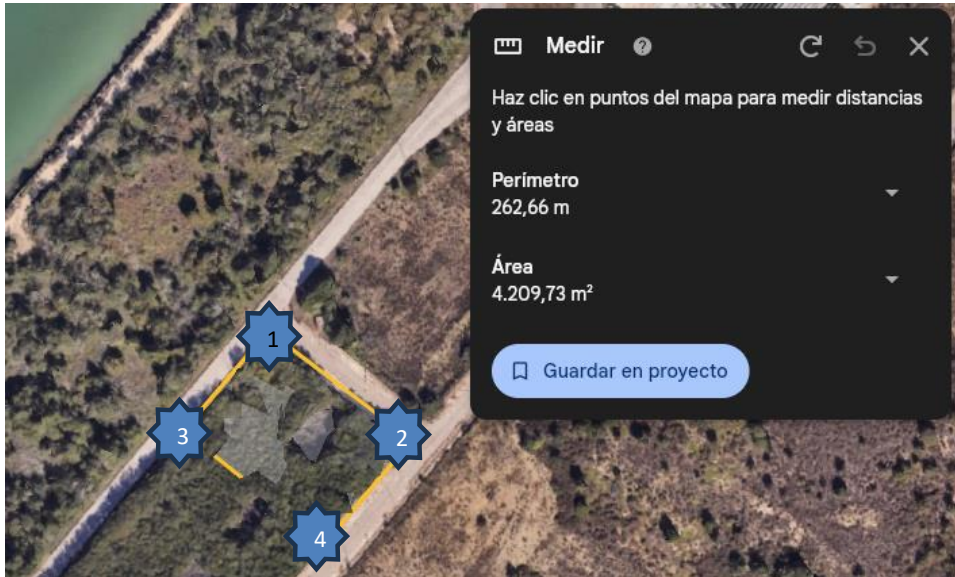 Medir
Haz clic en puntos del mapa para medir distancias
y áreas
Perímetro
262,66 m
Área
4.209,73 m²
Guardar en proyecto
1
2
3
4